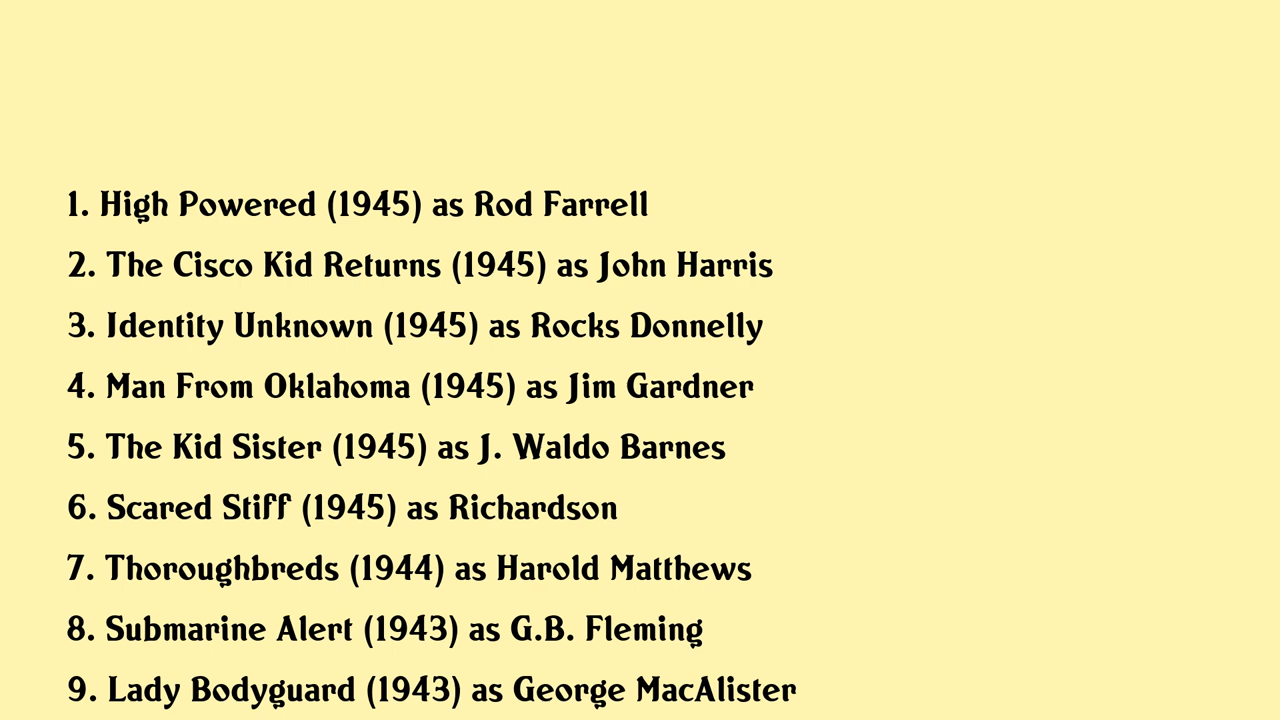 1. High Powered (1945) as Rod Farrell
2. The Cisco Kid Returns (1945) as John Harris
3. Identity Unknown (1945) as Rocks Donnelly
4. Man From Oklahoma (1945) as Jim Gardner
5. The Kid Sister (1945) as J. Waldo Barnes
6. Scared Stiff (1945) as Richardson
7. Thoroughbreds (1944) as Harold Matthews
8. Submarine Alert (1943) as G.B. Fleming
9. Lady Bodyguard (1943) as George MacAlister